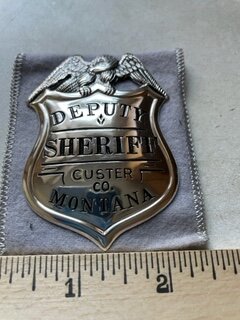 DEPUTY
SHERIFF
CUSTER
CO.
MONTANA
1 2